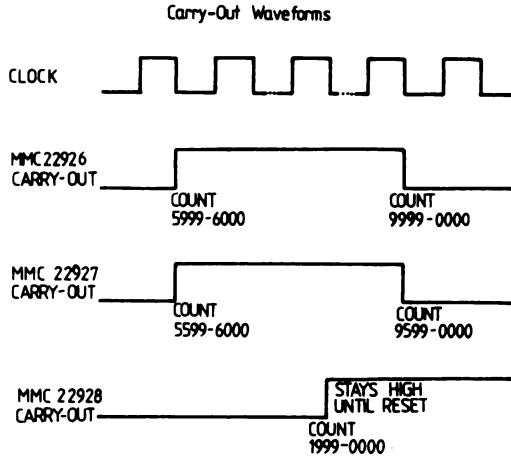 Carry-Out Waveforms
CLOCK
MMC22926
CARRY-OUT
COUNT
5999-6000
COUNT
9999-0000
MMC 22927
CARRY-OUT
COUNT
5599-6000
COUNT
9599-0000
MMC 22928
CARRY-OUT
STAYS HIGH
UNTIL RESET
COUNT
1999-0000